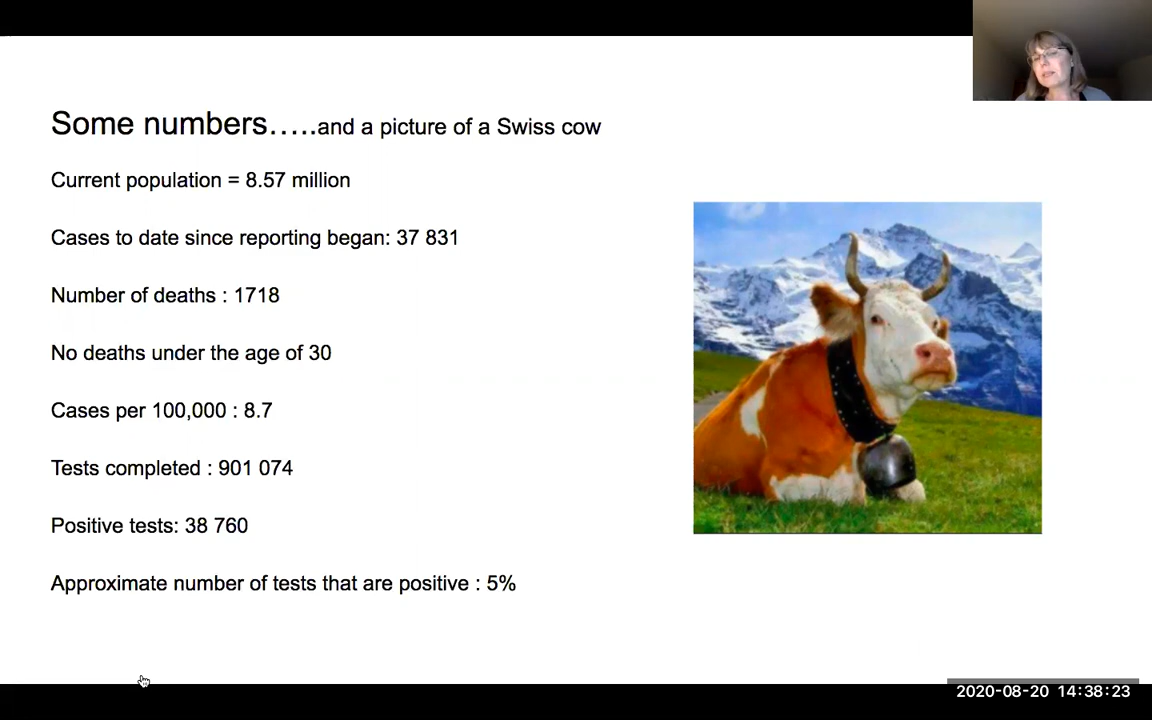 Some numbers.....and a picture of a Swiss cow
Current population = 8.57 million
Cases to date since reporting began: 37 831
Number of deaths : 1718
No deaths under the age of 30
Cases per 100,000 : 8.7
Tests completed : 901 074
Positive tests: 38 760
Approximate number of tests that are positive : 5%
2020-08-20 14:38:23